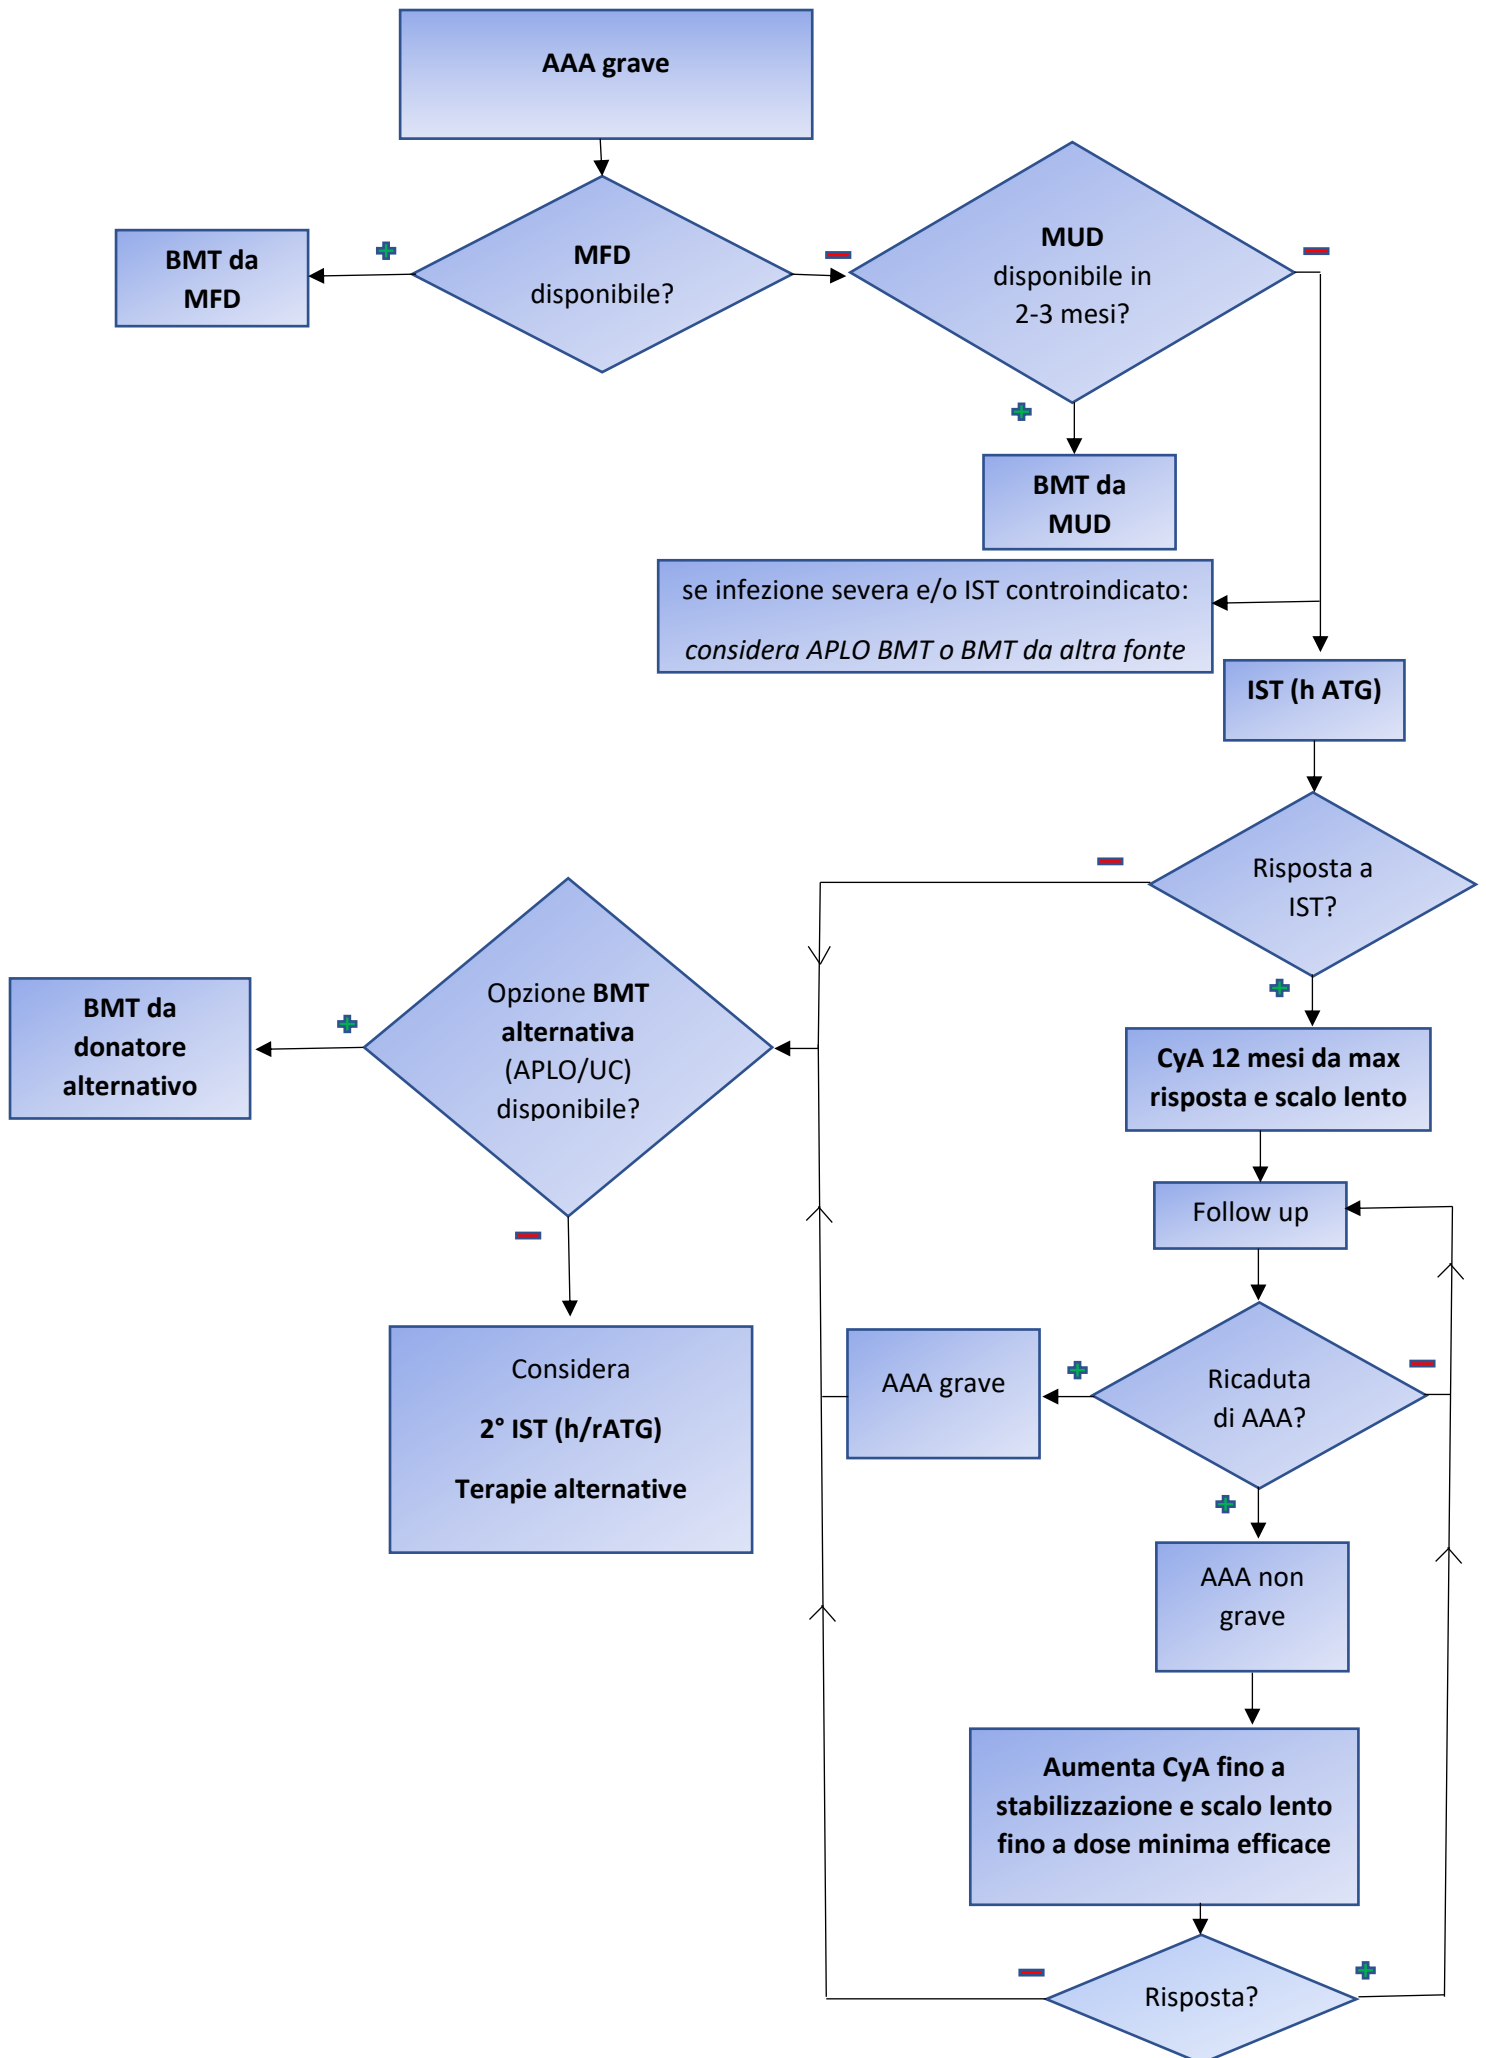 AAA grave
BMT da
MFD
MFD
disponibile?
MUD
disponibile in
2-3 mesi?
BMT da
MUD
se infezione severa e/o IST controindicato:
considera APLO BMT o BMT da altra fonte
IST (h ATG)
Risposta a
IST?
Opzione BMT
alternativa
(APLO/UC)
disponibile?
BMT da
donatore
alternativo
CyA 12 mesi da max
risposta e scalo lento
Follow up
Considera
2° IST (h/rATG)
Terapie alternative
AAA grave
Ricaduta
di AAA?
AAA non
grave
Aumenta CyA fino a
stabilizzazione e scalo lento
fino a dose minima efficace
Risposta?